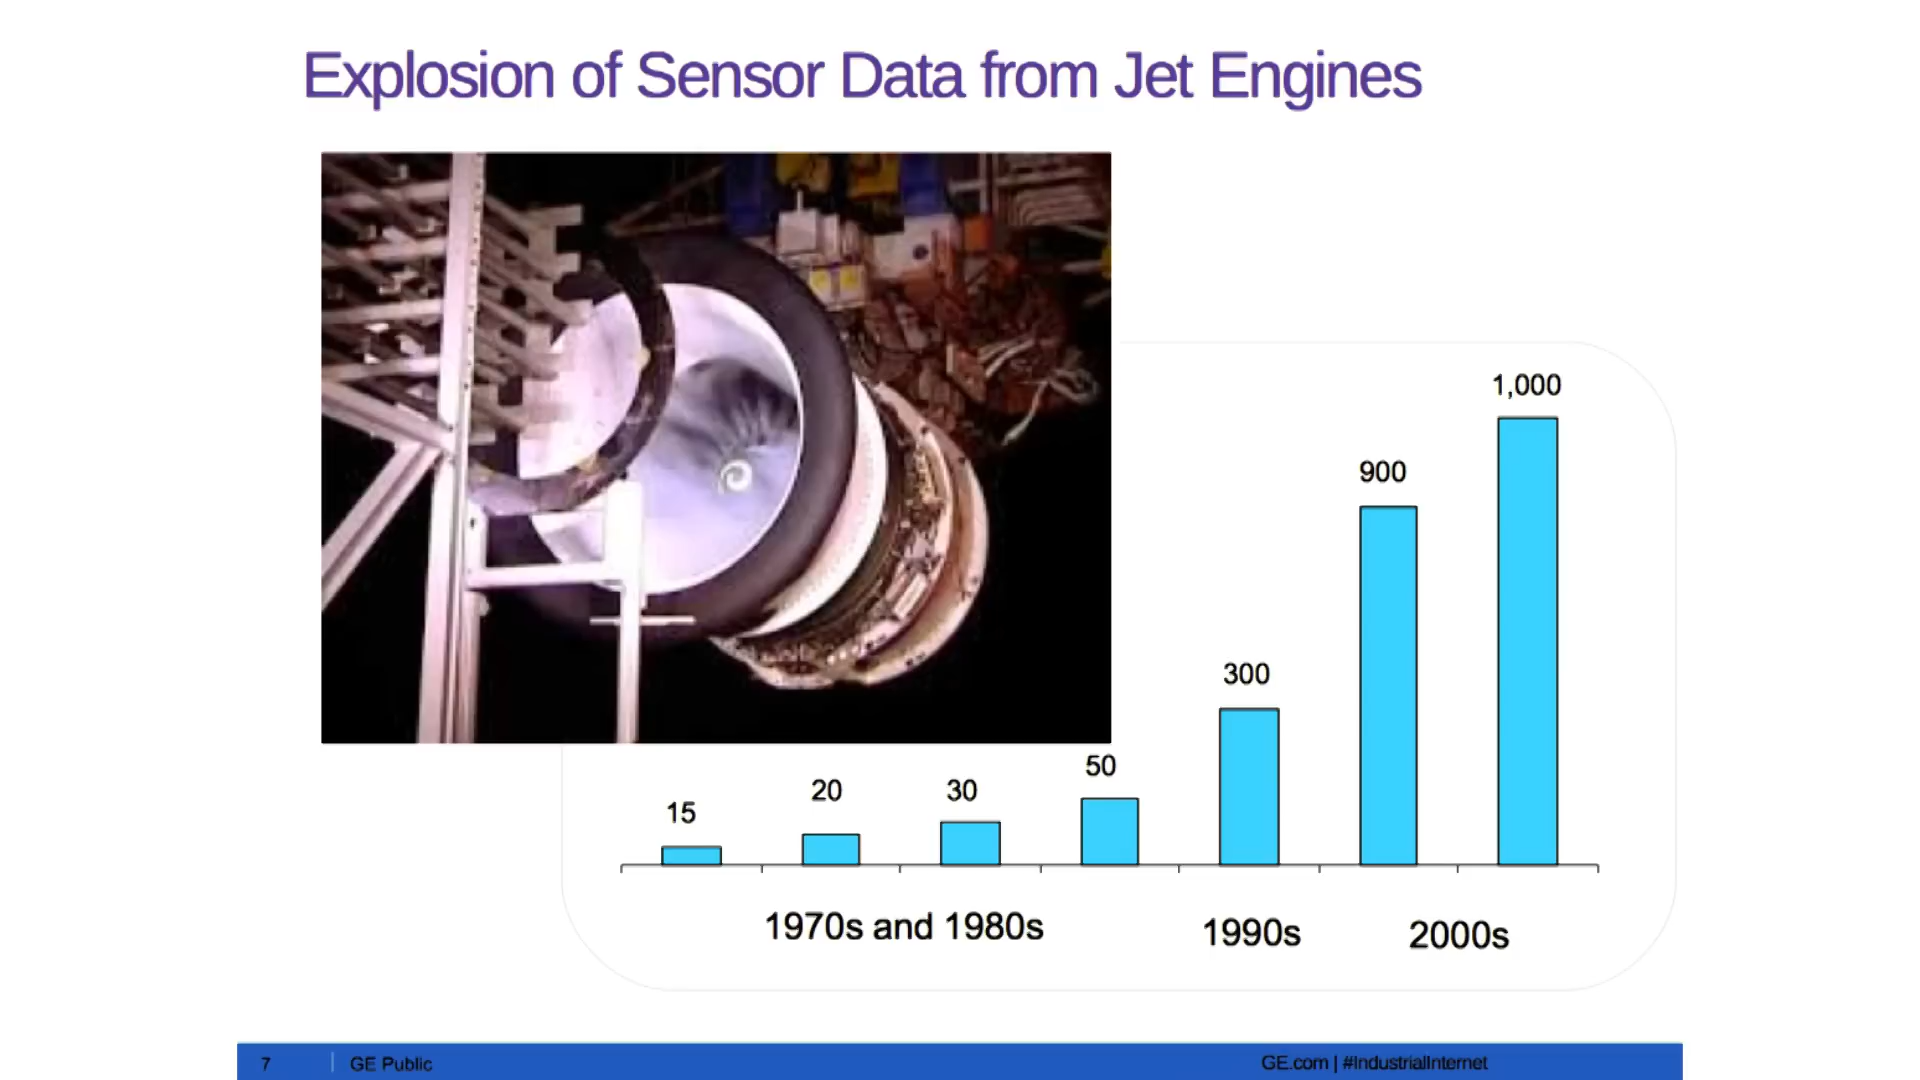 Explosion of Sensor Data from Jet Engines
1,000
900
300
50
30
20
15
1970s and 1980s
1990s
2000s
7
GE Public
GE.com | #IndustrialInternet